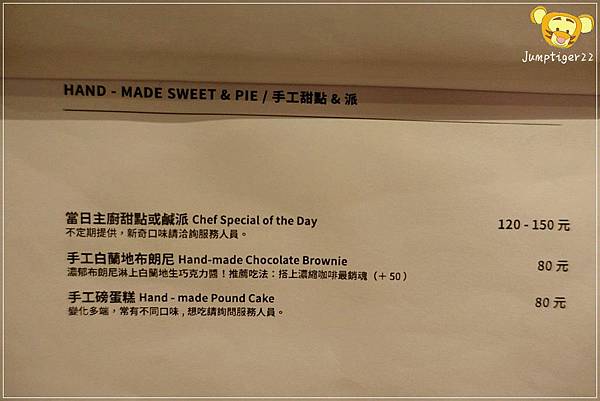 Jumptiger22
HAND - MADE SWEET & PIE / 手工甜點 & 派
當日主廚甜點或鹹派 Chef Special of the Day 120 - 150 元
不定期提供，新奇口味請洽詢服務人員。
手工白蘭地布朗尼 Hand-made Chocolate Brownie 80 元
濃郁布朗尼淋上白蘭地生巧克力醬！推薦吃法：搭上濃縮咖啡最銷魂（＋ 50 ）
手工磅蛋糕 Hand - made Pound Cake 80 元
變化多端，常有不同口味 , 想吃請詢問服務人員。